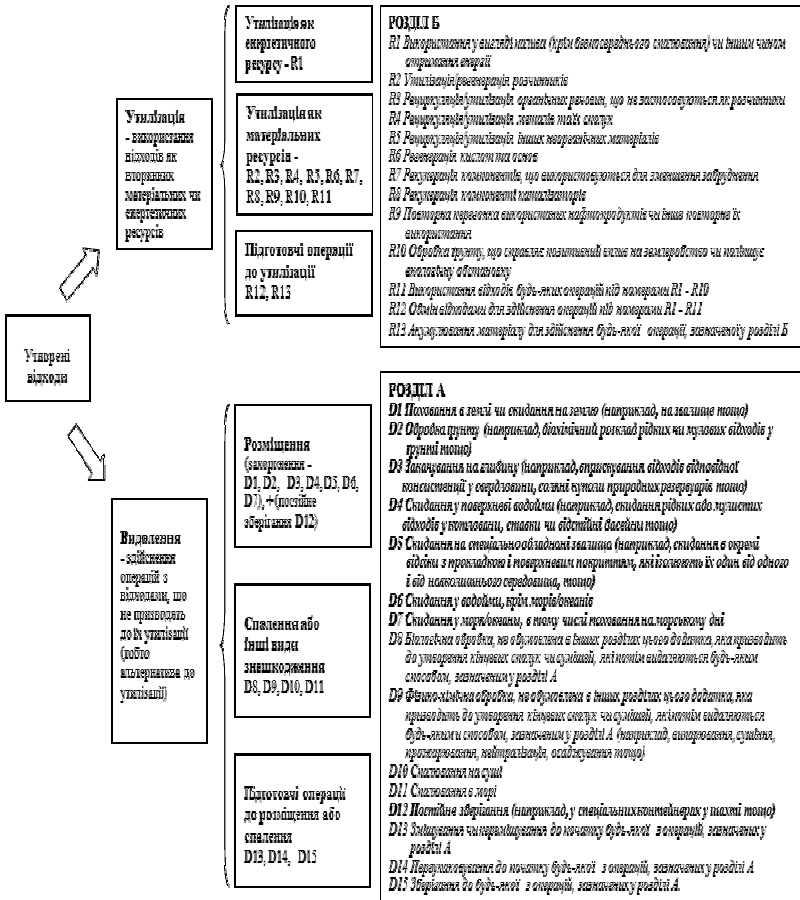 Утворені
відходи
Утилізація
- використання
відходів як
вторинних
матеріальних чи
енергетичних
ресурсів
Утилізація як
енергетичного
ресурсу - R1
Утилізація як
матеріальних
ресурсів -
R2, R3, R4, R5, R6, R7,
R8, R9, R10, R11
Підготовчі операції
до утилізації
R12, R13
РОЗДІЛ Б
R1 Використання у вигляді палива (крім безпосереднього спалювання) чи іншим чином
отримання енергії
R2 Утилізація/регенерація розчинників
R3 Рециркуляція/утилізація органічних речовин, що не застосовуються як розчинники
R4 Рециркуляція/утилізація металів та їх сполук
R5 Рециркуляція/утилізація інших неорганічних матеріалів
R6 Регенерація кислот та основ
R7 Рекуперація компонентів, що використовуються для зменшення забруднення
R8 Рекуперація компонентів каталізаторів
R9 Повторна перегонка використаних нафтопродуктів чи інше повторне їх
використання
R10 Обробка ґрунту, що справляє позитивний вплив на землеробство чи поліпшує
екологічну обстановку
R11 Використання відходів будь-яких операцій під номерами R1 - R10
R12 Обмін відходами для здійснення операцій під номерами R1 - R11
R13 Акумулювання матеріалу для здійснення будь-якої операції, зазначеної у розділі Б
Видалення
- здійснення
операцій з
відходами, що
не призводять
до їх утилізації
(тобто
альтернатива до
утилізації)
Розміщення
(захоронення –
D1, D2, D3, D4, D5, D6,
D7), + (постійне
зберігання D12)
Спалення або
інші види
знешкодження
D8, D9, D10, D11
Підготовчі операції
до розміщення або
спалення
D13, D14, D15
РОЗДІЛ А
D1 Поховання в землі чи скидання на землю (наприклад, на звалище тощо)
D2 Обробка ґрунту (наприклад, біохімічний розклад рідких чи мулових відходів у
ґрунті тощо)
D3 Закачування на глибину (наприклад, впорскування відходів відповідної
консистенції у свердловини, соляні куполи природних резервуарів тощо)
D4 Скидання у поверхневі водойми (наприклад, скидання рідких або мулистих
відходів у котловани, ставки чи відстійні басейни тощо)
D5 Скидання на спеціально обладнані звалища (наприклад, скидання в окремі
відсіки з прокладкою і поверхневим покриттям, які ізолюють їх один від одного
і від навколишнього середовища, тощо)
D6 Скидання у водойми, крім морів/океанів
D7 Скидання у моря/океани, в тому числі поховання на морському дні
D8 Біологічна обробка, не обумовлена в інших розділах цього додатка, яка призводить
до утворення кінцевих сполук чи сумішей, які потім видаляються будь-яким
способом, зазначеним у розділі А
D9 Фізико-хімічна обробка, не обумовлена в інших розділах цього додатка, яка
призводить до утворення кінцевих сполук чи сумішей, які потім видаляються
будь-яким способом, зазначеним у розділі А (наприклад, випарювання, сушіння,
прожарювання, нейтралізація, осаджування тощо)
D10 Спалювання на суші
D11 Спалювання в морі
D12 Постійне зберігання (наприклад, у спеціальних контейнерах у шахті тощо)
D13 Змішування чи перемішування до початку будь-якої з операцій, зазначених у
розділі А
D14 Перепаковування до початку будь-якої з операцій, зазначених у розділі А
D15 Зберігання до будь-якої з операцій, зазначених у розділі А.